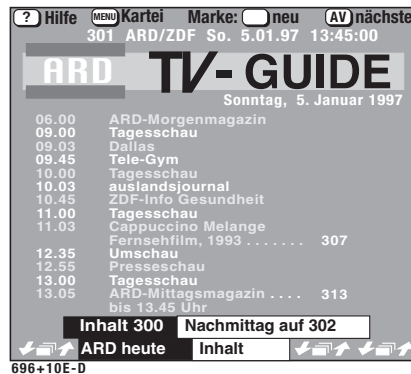 ? Hilfe MENU Kartei Marke: neu AV nächste
301 ARD/ZDF So. 5.01.97 13:45:00
ARD TV-GUIDE
Sonntag, 5. Januar 1997
06.00 ARD-Morgenmagazin
09.00 Tagesschau
09.03 Dallas
09.45 Tele-Gym
10.00 Tagesschau
10.03 auslandsjournal
10.45 ZDF-Info Gesundheit
11.00 Tagesschau
11.03 Cappuccino Melange
Fernsehfilm, 1993 . . . . . . . 307
12.35 Umschau
12.55 Presseschau
13.00 Tagesschau
13.05 ARD-Mittagsmagazin . . . . 313
bis 13.45 Uhr
Inhalt 300 Nachmittag auf 302
ARD heute Inhalt
696+10E-D